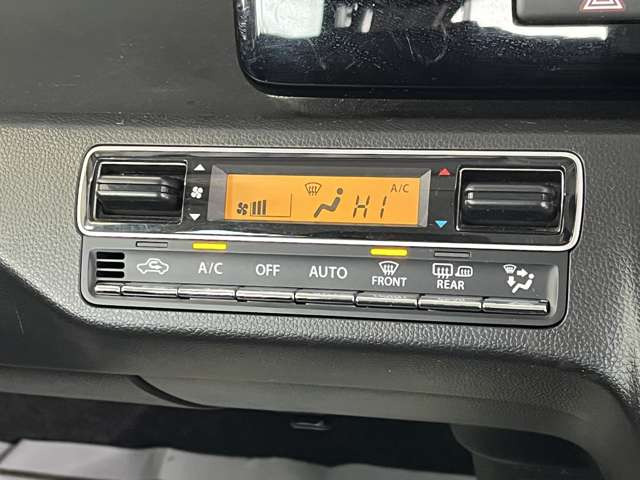 A/C
HI
A/C OFF AUTO FRONT REAR